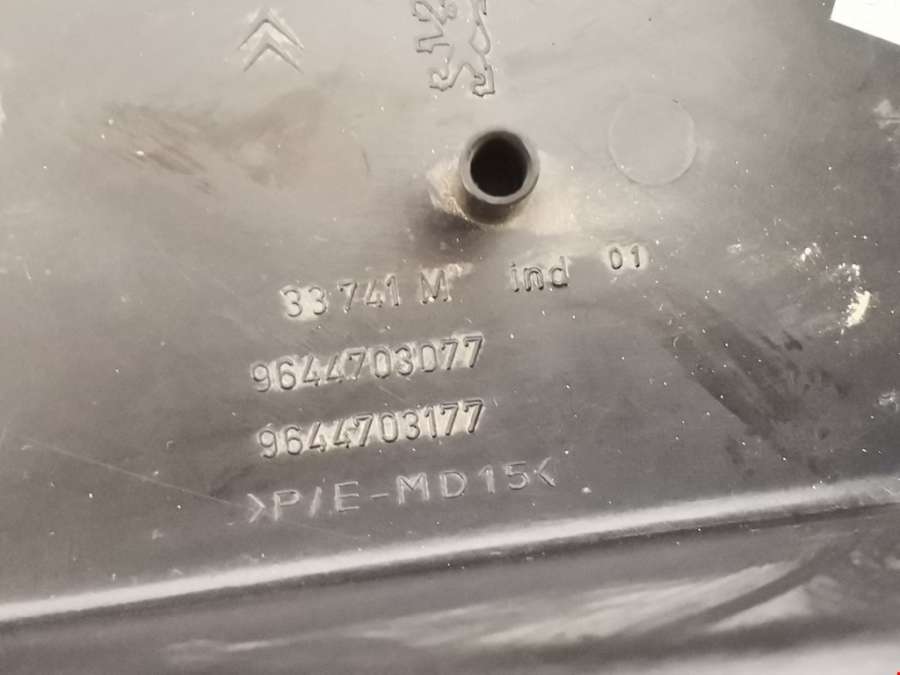 33 741 M ind 01
9644703077
9644703177
>P/E-MD15<